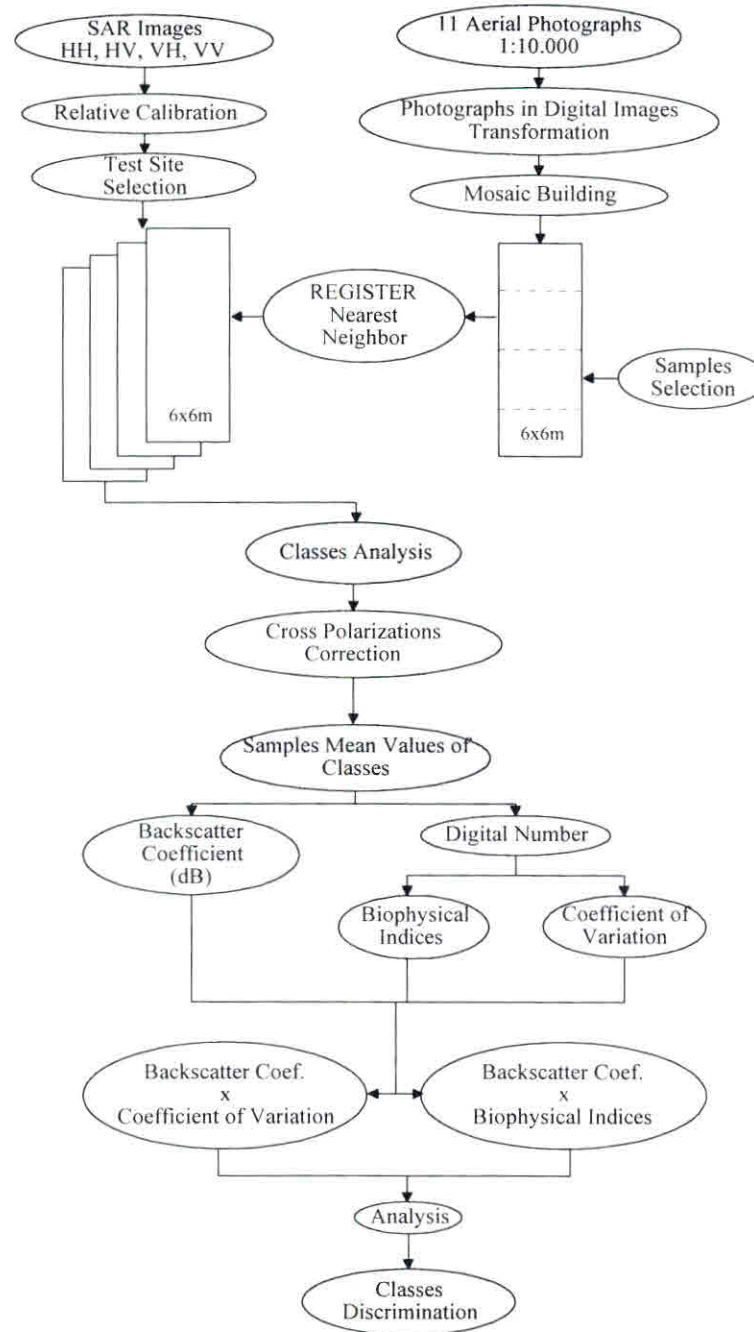 SAR Images
HH, HV, VH, VV
11 Aerial Photographs
1:10.000
Relative Calibration
Photographs in Digital Images
Transformation
Test Site
Selection
Mosaic Building
REGISTER
Nearest
Neighbor
Samples
Selection
6x6m
6x6m
Classes Analysis
Cross Polarizations
Correction
Samples Mean Values of
Classes
Backscatter
Coefficient
(dB)
Digital Number
Biophysical
Indices
Coefficient of
Variation
Backscatter Coef.
x
Coefficient of Variation
Backscatter Coef.
x
Biophysical Indices
Analysis
Classes
Discrimination